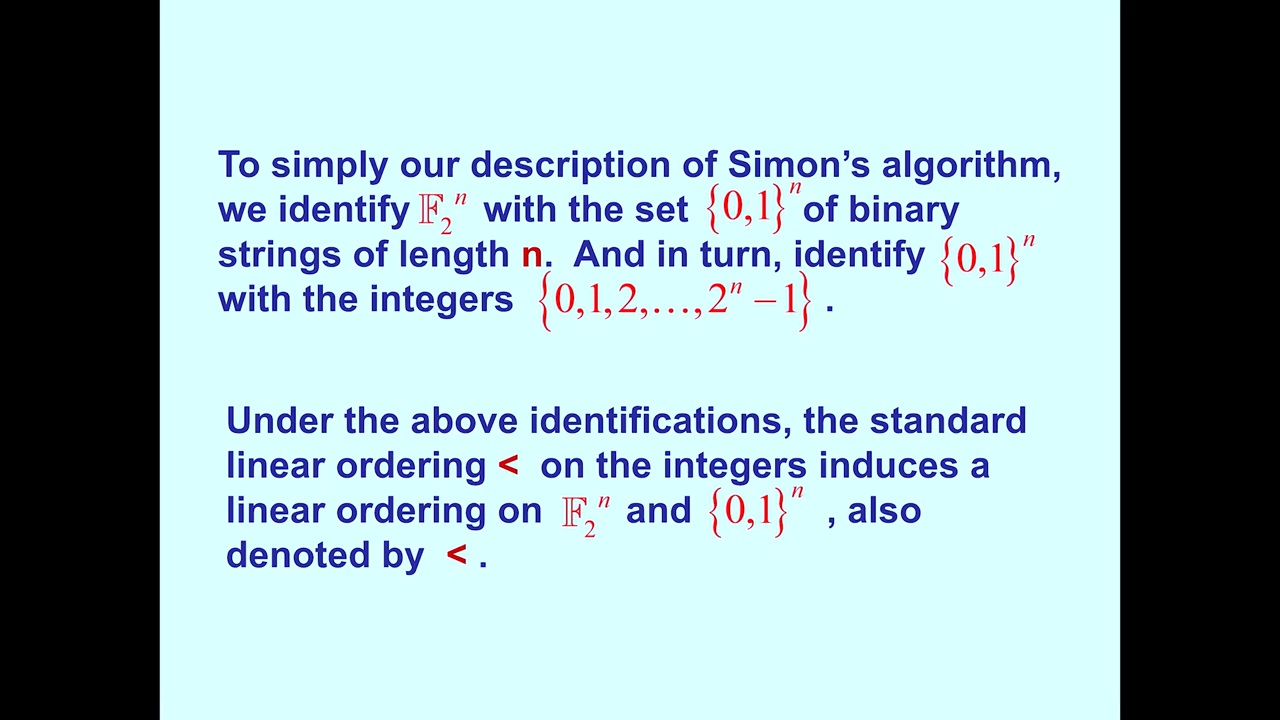 To simply our description of Simon’s algorithm,
we identify 𝔽₂ⁿ with the set {0,1}ⁿ of binary
strings of length n. And in turn, identify {0,1}ⁿ
with the integers {0,1,2,…,2ⁿ −1} .
Under the above identifications, the standard
linear ordering < on the integers induces a
linear ordering on 𝔽₂ⁿ and {0,1}ⁿ , also
denoted by < .